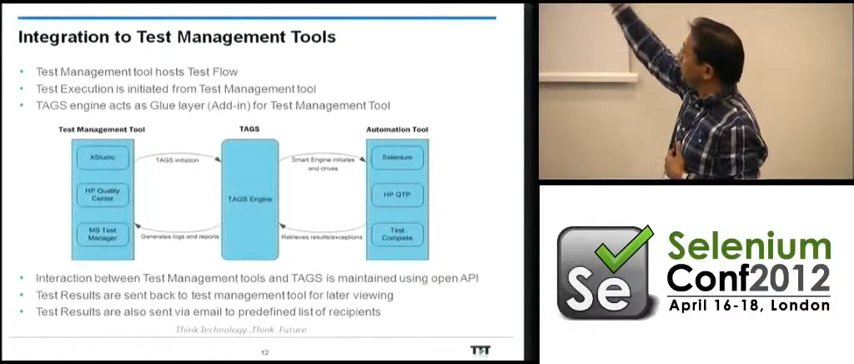 Integration to Test Management Tools
Test Management tool hosts Test Flow
Test Execution is initiated from Test Management tool
TAGS engine acts as Glue layer (Add-in) for Test Management Tool
Test Management Tool
TAGS
Automation Tool
XStudio
TAGS initiation
Smart Engine initiates
and drives
Selenium
HP Quality
Center
TAGS Engine
HP QTP
MS Test
Manager
Generates logs and reports
Retrieves results/exceptions
Test
Complete
Interaction between Test Management tools and TAGS is maintained using open API
Test Results are sent back to test management tool for later viewing
Test Results are also sent via email to predefined list of recipients
Think Technology..Think Future
12
Se
Selenium
Conf2012
April 16-18, London